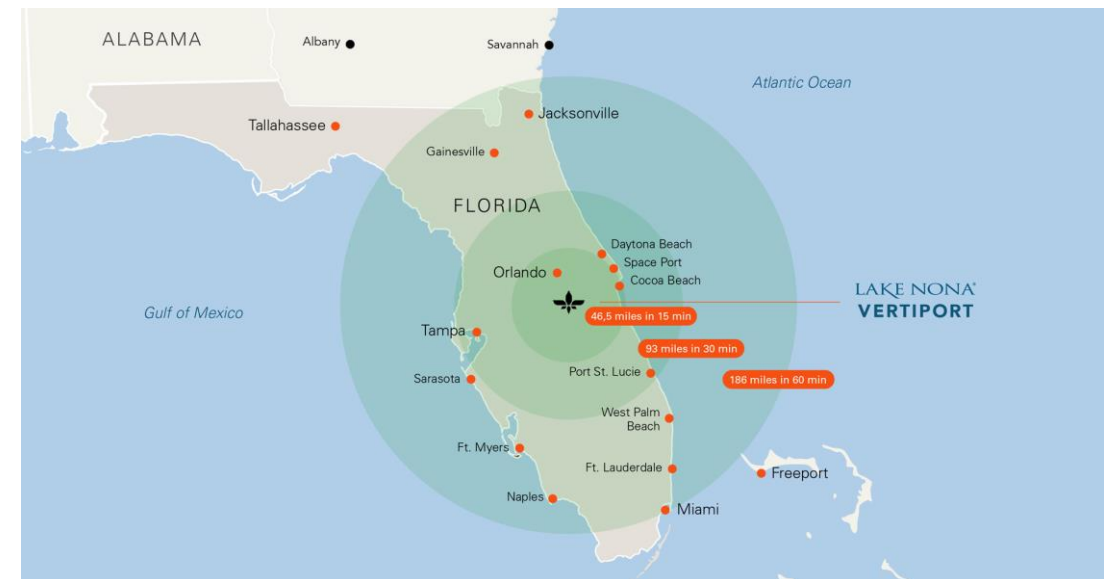 ALABAMA
Albany
Savannah
Atlantic Ocean
Jacksonville
Tallahassee
Gainesville
FLORIDA
Daytona Beach
Space Port
Orlando
Cocoa Beach
LAKE NONA®
VERTIPORT
Gulf of Mexico
46,5 miles in 15 min
Tampa
93 miles in 30 min
Port St. Lucie
Sarasota
186 miles in 60 min
West Palm
Beach
Ft. Myers
Ft. Lauderdale
Freeport
Naples
Miami